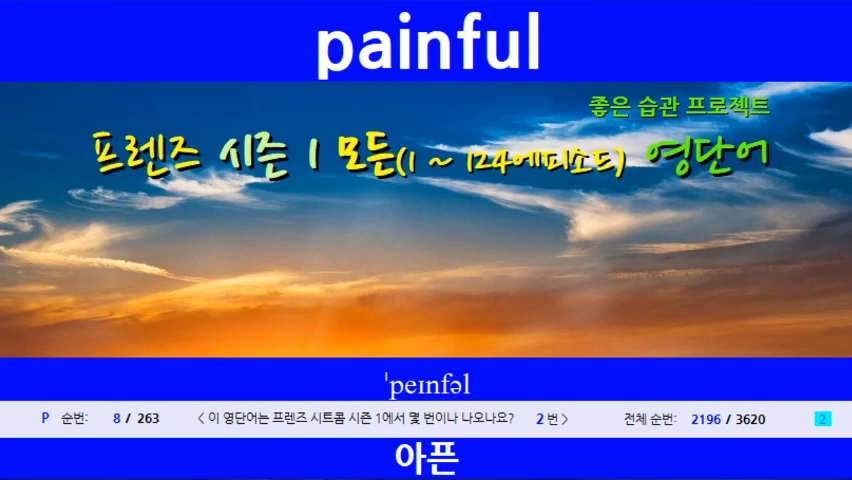 painful
좋은 습관 프로젝트
프렌즈 시즌 1 모든(1 ~ 124에피소드) 영단어
ˈpeɪnfəl
P 순번: 8 / 263 < 이 영단어는 프렌즈 시트콤 시즌 1에서 몇 번이나 나오나요? 2 번 > 전체 순번: 2196 / 3620 2
아픈